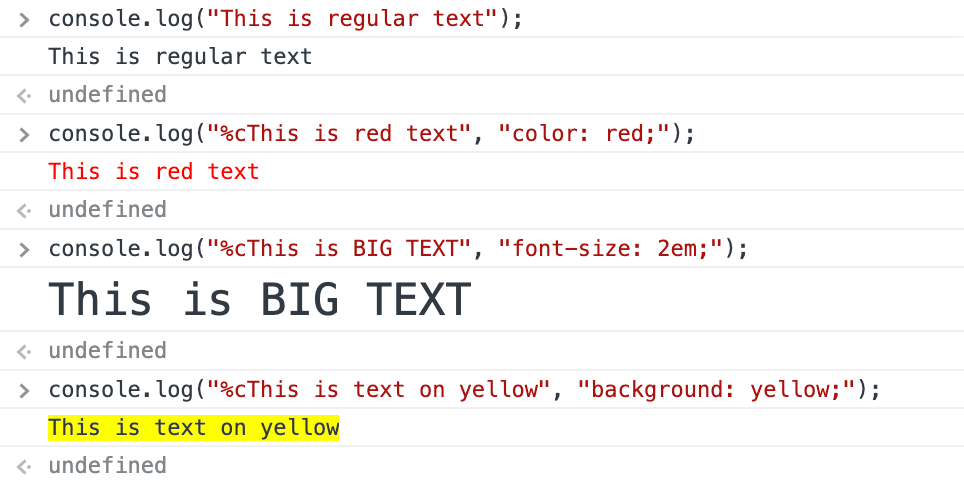 console.log("This is regular text");
This is regular text
undefined
console.log("%cThis is red text", "color: red;");
This is red text
undefined
console.log("%cThis is BIG TEXT", "font-size: 2em;");
This is BIG TEXT
undefined
console.log("%cThis is text on yellow", "background: yellow;");
This is text on yellow
undefined